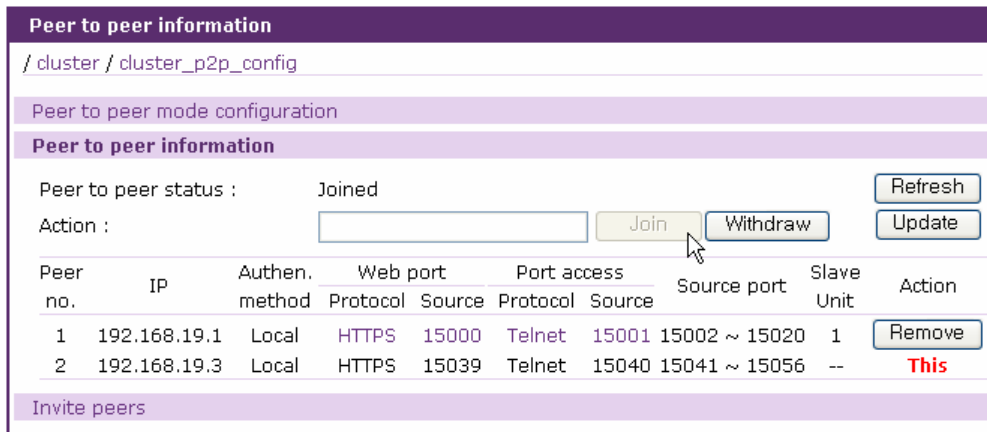 Peer to peer information
/ cluster / cluster_p2p_config
Peer to peer mode configuration
Peer to peer information
Peer to peer status : Joined Refresh
Action : Join Withdraw Update
Peer no. IP Authen. method Web port Protocol Source Port access Protocol Source Source port Slave Unit Action
1 192.168.19.1 Local HTTPS 15000 Telnet 15001 15002 ~ 15020 1 Remove
2 192.168.19.3 Local HTTPS 15039 Telnet 15040 15041 ~ 15056 -- This
Invite peers